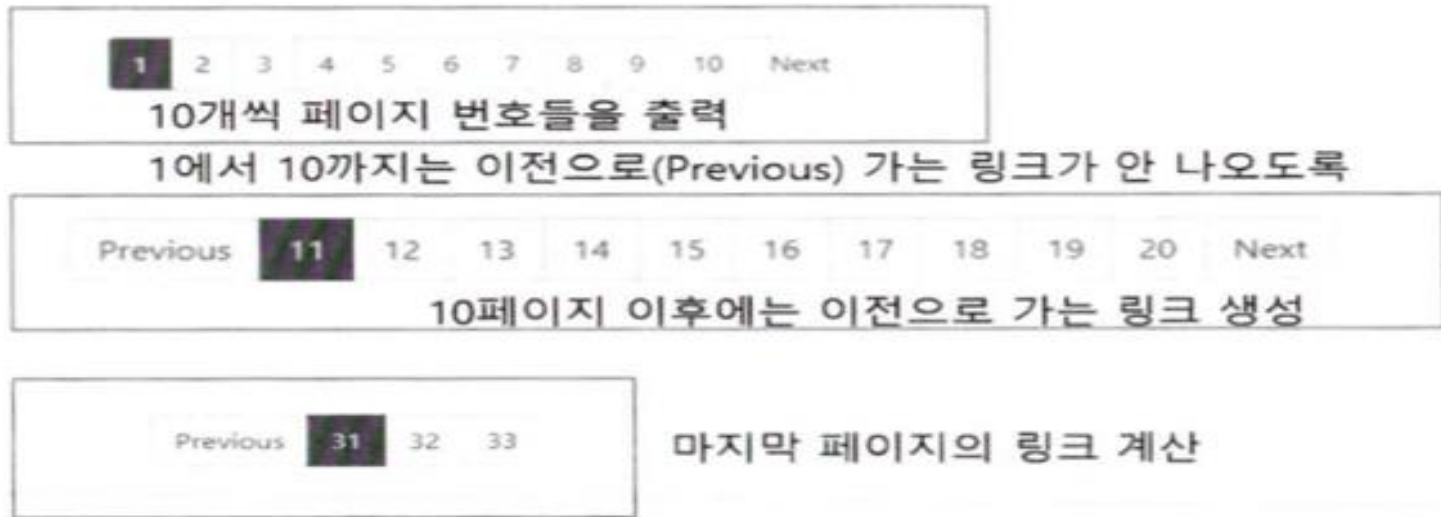 1 2 3 4 5 6 7 8 9 10 Next
10개씩 페이지 번호들을 출력
1에서 10까지는 이전으로(Previous) 가는 링크가 안 나오도록
Previous 11 12 13 14 15 16 17 18 19 20 Next
10페이지 이후에는 이전으로 가는 링크 생성
Previous 31 32 33
마지막 페이지의 링크 계산